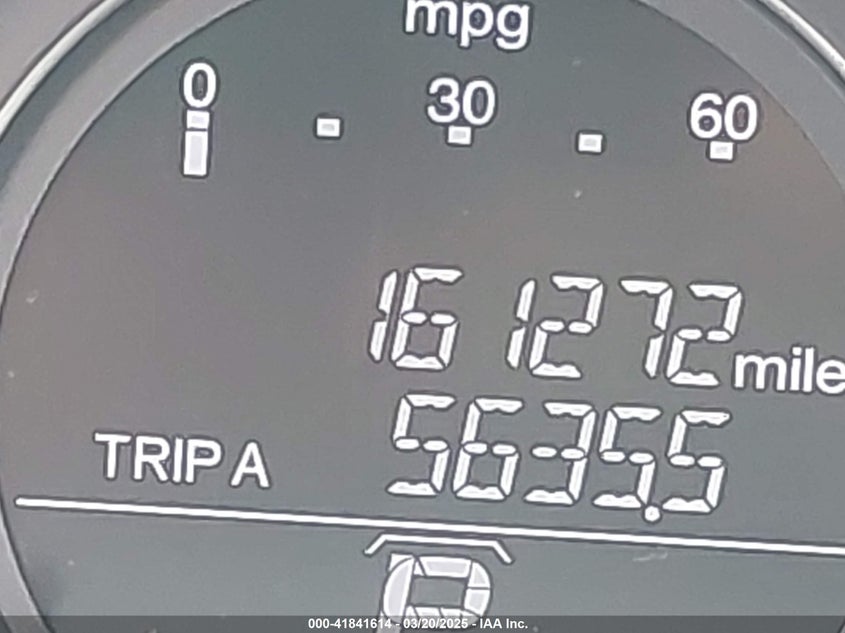 mpg
0 30 60
161272 mile
TRIP A 5635.5
P
000-41841614 - 03/20/2025 - IAA Inc.